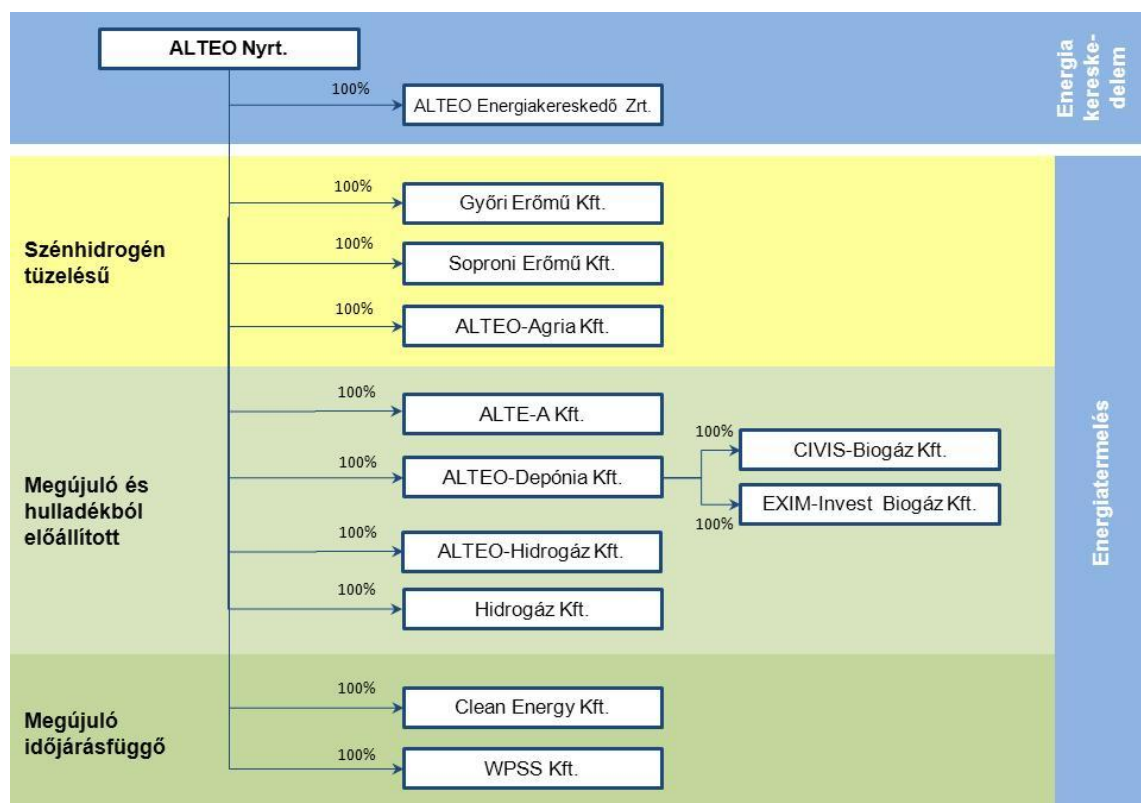 ALTEO Nyrt.
100%
ALTEO Energiakereskedő Zrt.
Energia
kereske-
delem
Szénhidrogén
tüzelésű
100%
Győri Erőmű Kft.
100%
Soproni Erőmű Kft.
100%
ALTEO-Agria Kft.
Energiatermelés
Megújuló és
hulladékból
előállított
100%
ALTE-A Kft.
100%
ALTEO-Depónia Kft.
100%
CIVIS-Biogáz Kft.
100%
EXIM-Invest Biogáz Kft.
100%
ALTEO-Hidrogáz Kft.
100%
Hidrogáz Kft.
Megújuló
időjárásfüggő
100%
Clean Energy Kft.
100%
WPSS Kft.